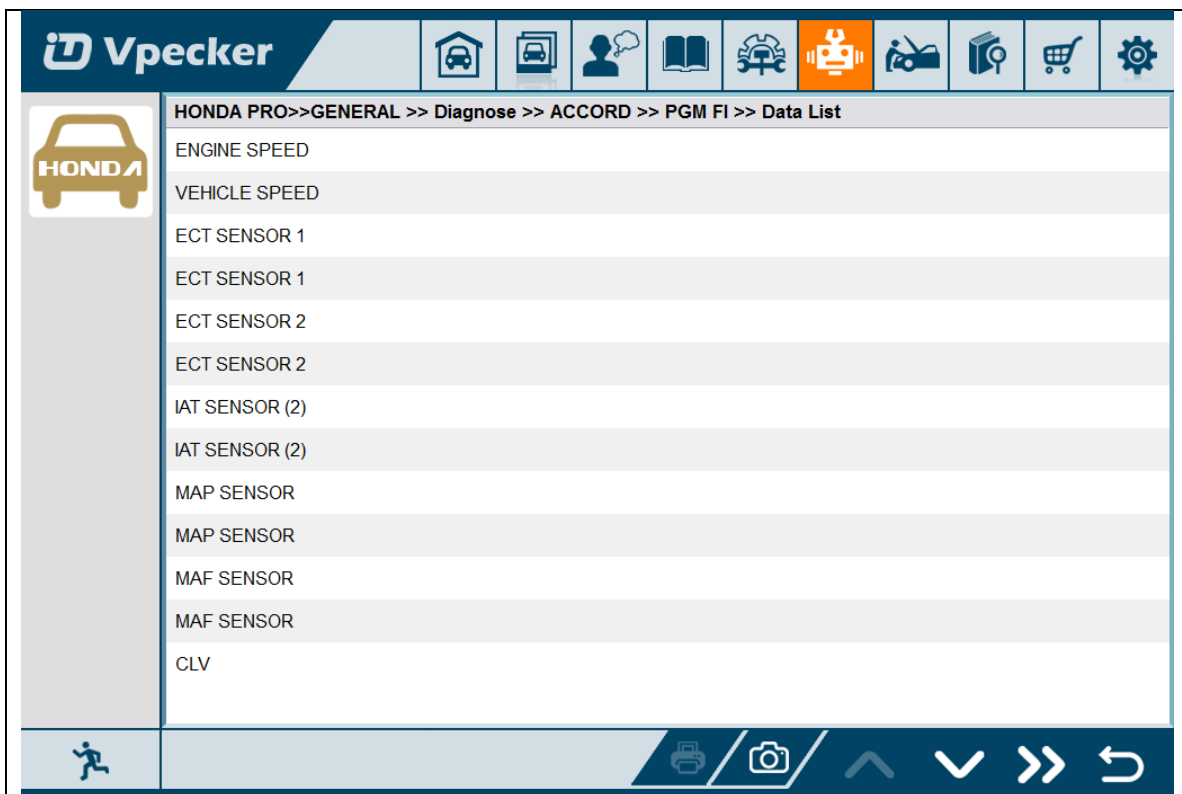 Vpecker
HONDA PRO>>GENERAL >> Diagnose >> ACCORD >> PGM FI >> Data List
HONDA
ENGINE SPEED
VEHICLE SPEED
ECT SENSOR 1
ECT SENSOR 1
ECT SENSOR 2
ECT SENSOR 2
IAT SENSOR (2)
IAT SENSOR (2)
MAP SENSOR
MAP SENSOR
MAF SENSOR
MAF SENSOR
CLV